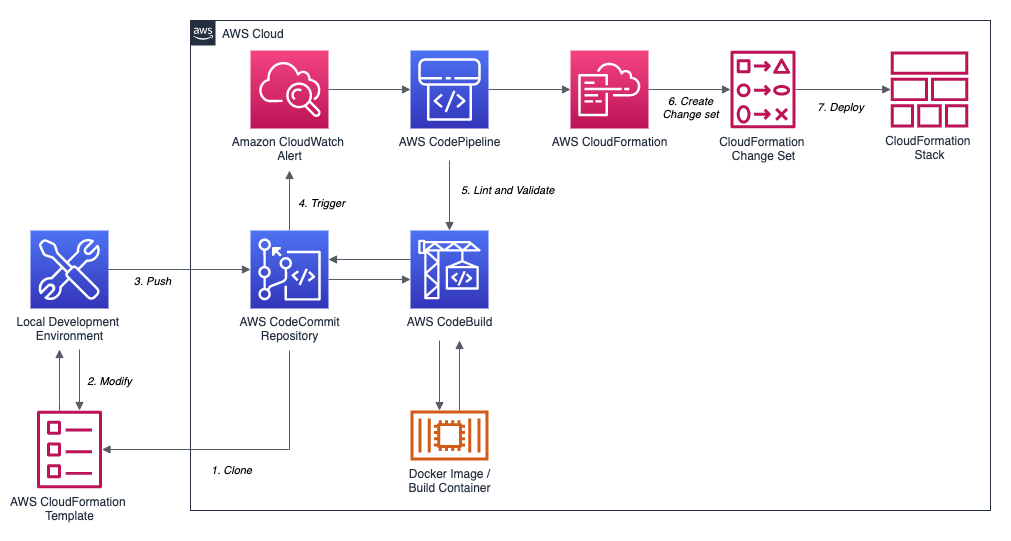 aws
AWS Cloud
Amazon CloudWatch
Alert
AWS CodePipeline
AWS CloudFormation
6. Create
Change set
CloudFormation
Change Set
7. Deploy
CloudFormation
Stack
4. Trigger
5. Lint and Validate
Local Development
Environment
3. Push
AWS CodeCommit
Repository
AWS CodeBuild
2. Modify
1. Clone
AWS CloudFormation
Template
Docker Image /
Build Container